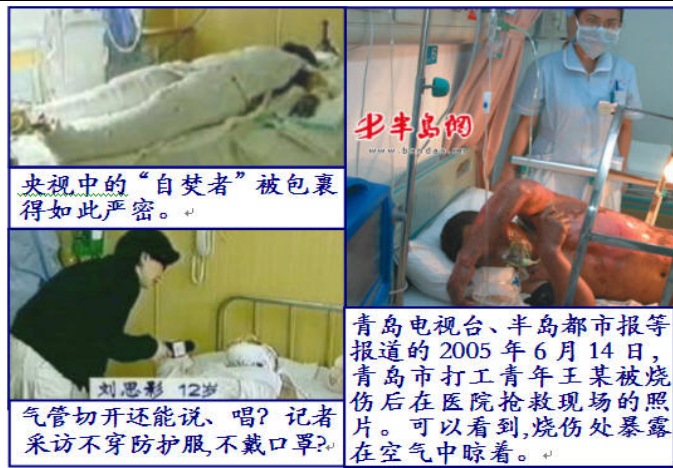 央视中的“自焚者”被包裹
得如此严密。
刘思影 12岁
气管切开还能说、唱？记者
采访不穿防护服,不戴口罩?
半岛网
www.bandao.cn
青岛电视台、半岛都市报等
报道的 2005 年 6 月 14 日,
青岛市打工青年王某被烧
伤后在医院抢救现场的照
片。可以看到,烧伤处暴露
在空气中晾着。